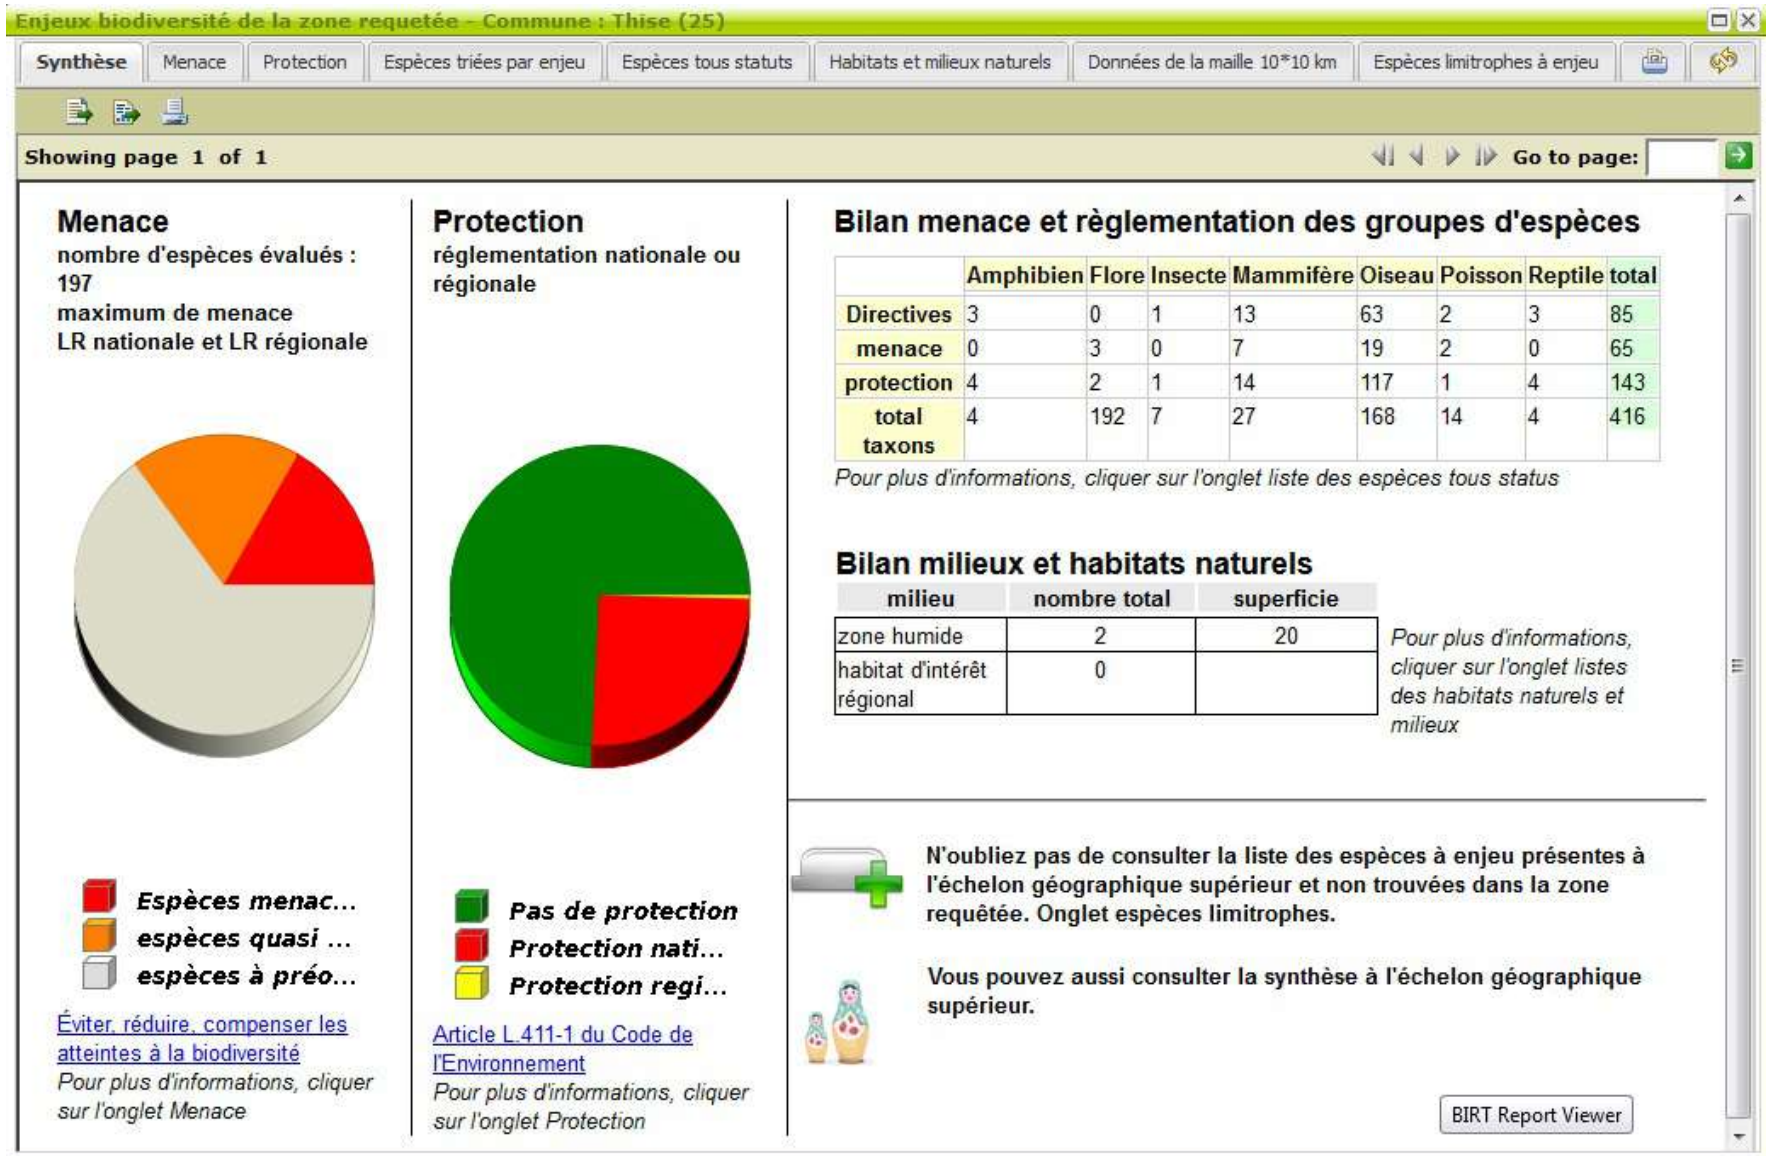 Enjeux biodiversité de la zone requetée - Commune : Thise (25)
Synthèse Menace Protection Espèces triées par enjeu Espèces tous statuts Habitats et milieux naturels Données de la maille 10*10 km Espèces limitrophes à enjeu
Showing page 1 of 1 Go to page:
Menace
nombre d'espèces évalués :
197
maximum de menace
LR nationale et LR régionale
Espèces menac...
espèces quasi ...
espèces à préo...
Éviter, réduire, compenser les
atteintes à la biodiversité
Pour plus d'informations, cliquer
sur l'onglet Menace
Protection
réglementation nationale ou
régionale
Pas de protection
Protection nati...
Protection regi...
Article L.411-1 du Code de
l'Environnement
Pour plus d'informations, cliquer
sur l'onglet Protection
Bilan menace et règlementation des groupes d'espèces
Amphibien Flore Insecte Mammifère Oiseau Poisson Reptile total
Directives 3 0 1 13 63 2 3 85
menace 0 3 0 7 19 2 0 65
protection 4 2 1 14 117 1 4 143
total 4 192 7 27 168 14 4 416
taxons
Pour plus d'informations, cliquer sur l'onglet liste des espèces tous status
Bilan milieux et habitats naturels
milieu nombre total superficie
zone humide 2 20
habitat d'intérêt 0
régional
Pour plus d'informations,
cliquer sur l'onglet listes
des habitats naturels et
milieux
N'oubliez pas de consulter la liste des espèces à enjeu présentes à
l'échelon géographique supérieur et non trouvées dans la zone
requêtée. Onglet espèces limitrophes.
Vous pouvez aussi consulter la synthèse à l'échelon géographique
supérieur.
BIRT Report Viewer